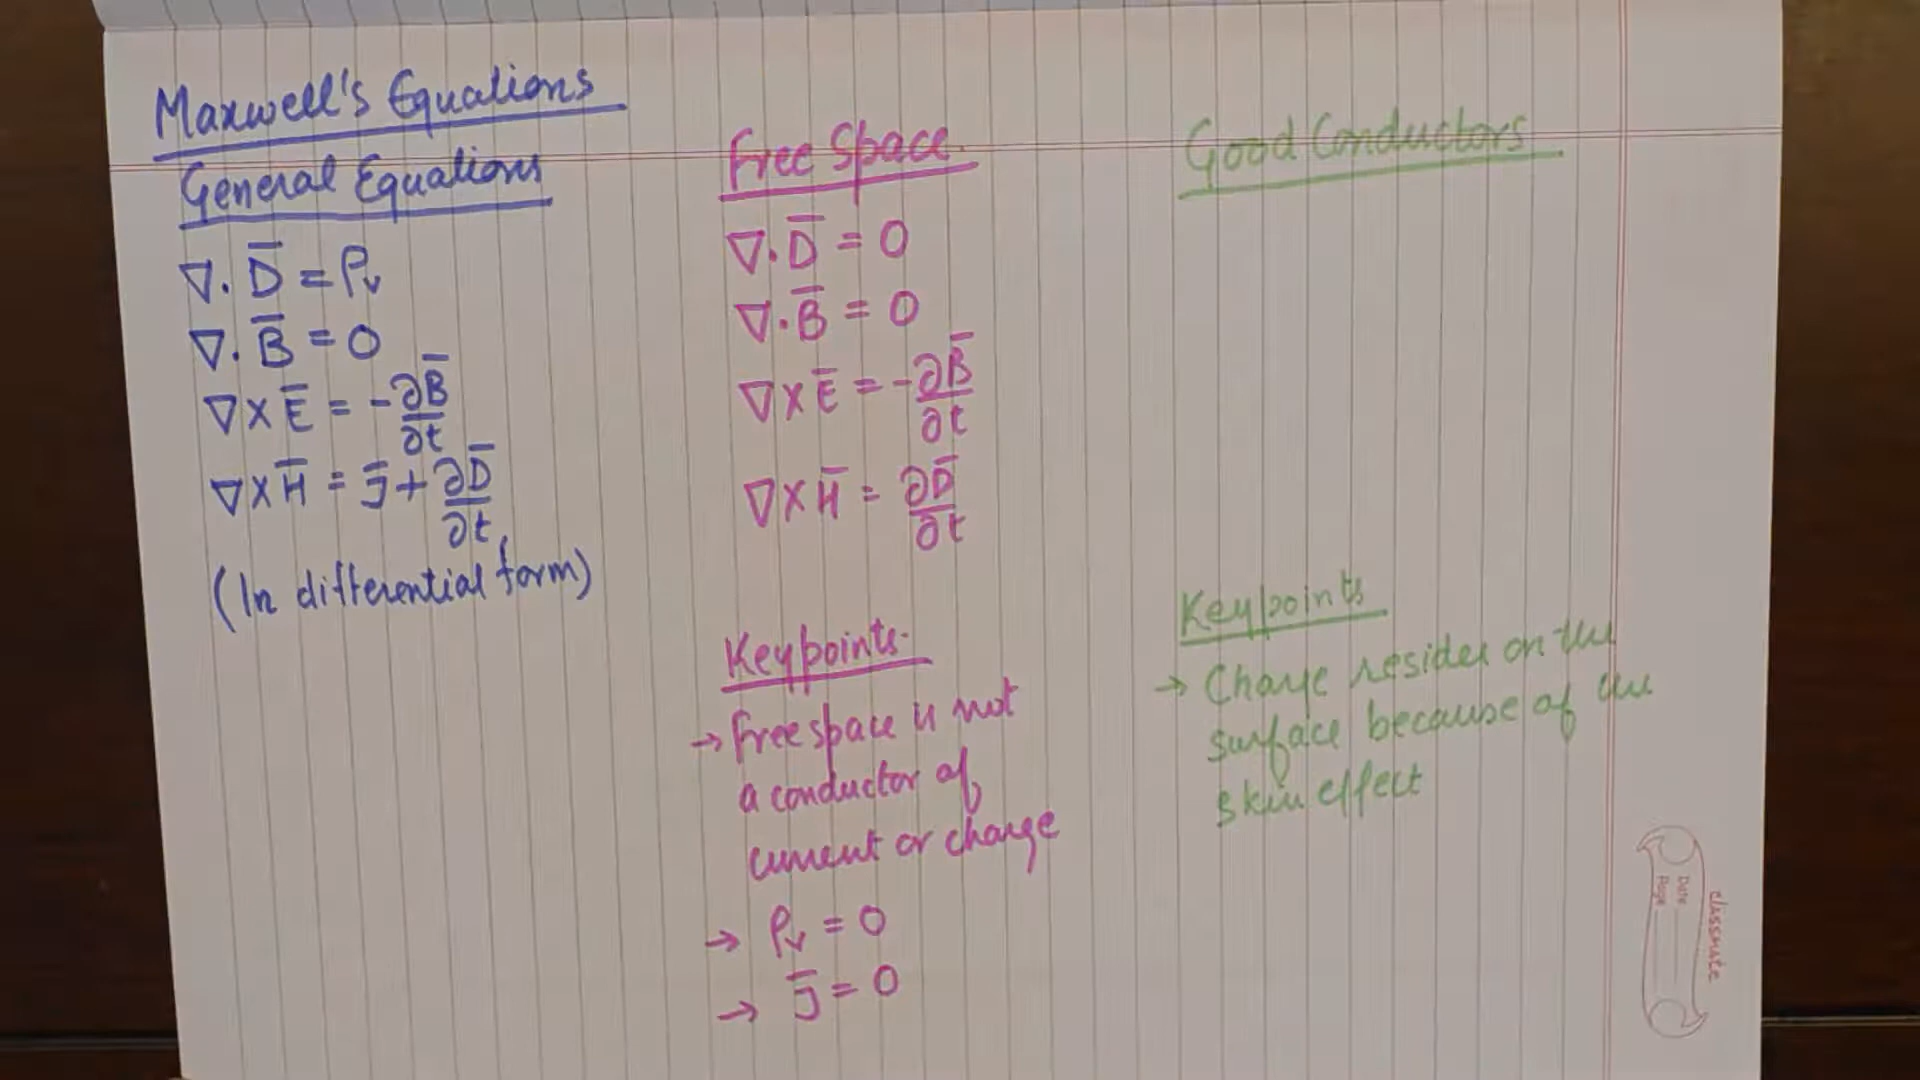 Maxwell's Equations
General Equations
∇. D̅ = ρv
∇. B̅ = 0
∇ X E̅ = -∂B̅/∂t
∇ X H̅ = J̅ + ∂D̅/∂t
(In differential form)
Free Space
∇. D̅ = 0
∇. B̅ = 0
∇ X E̅ = -∂B̅/∂t
∇ X H̅ = ∂D̅/∂t
Keypoints.
→ Free space is not
a conductor of
current or charge
→ ρv = 0
→ J̅ = 0
Good Conductors
Keypoints
→ Charge resides on the
surface because of the
skin effect
classmate
Date
Page